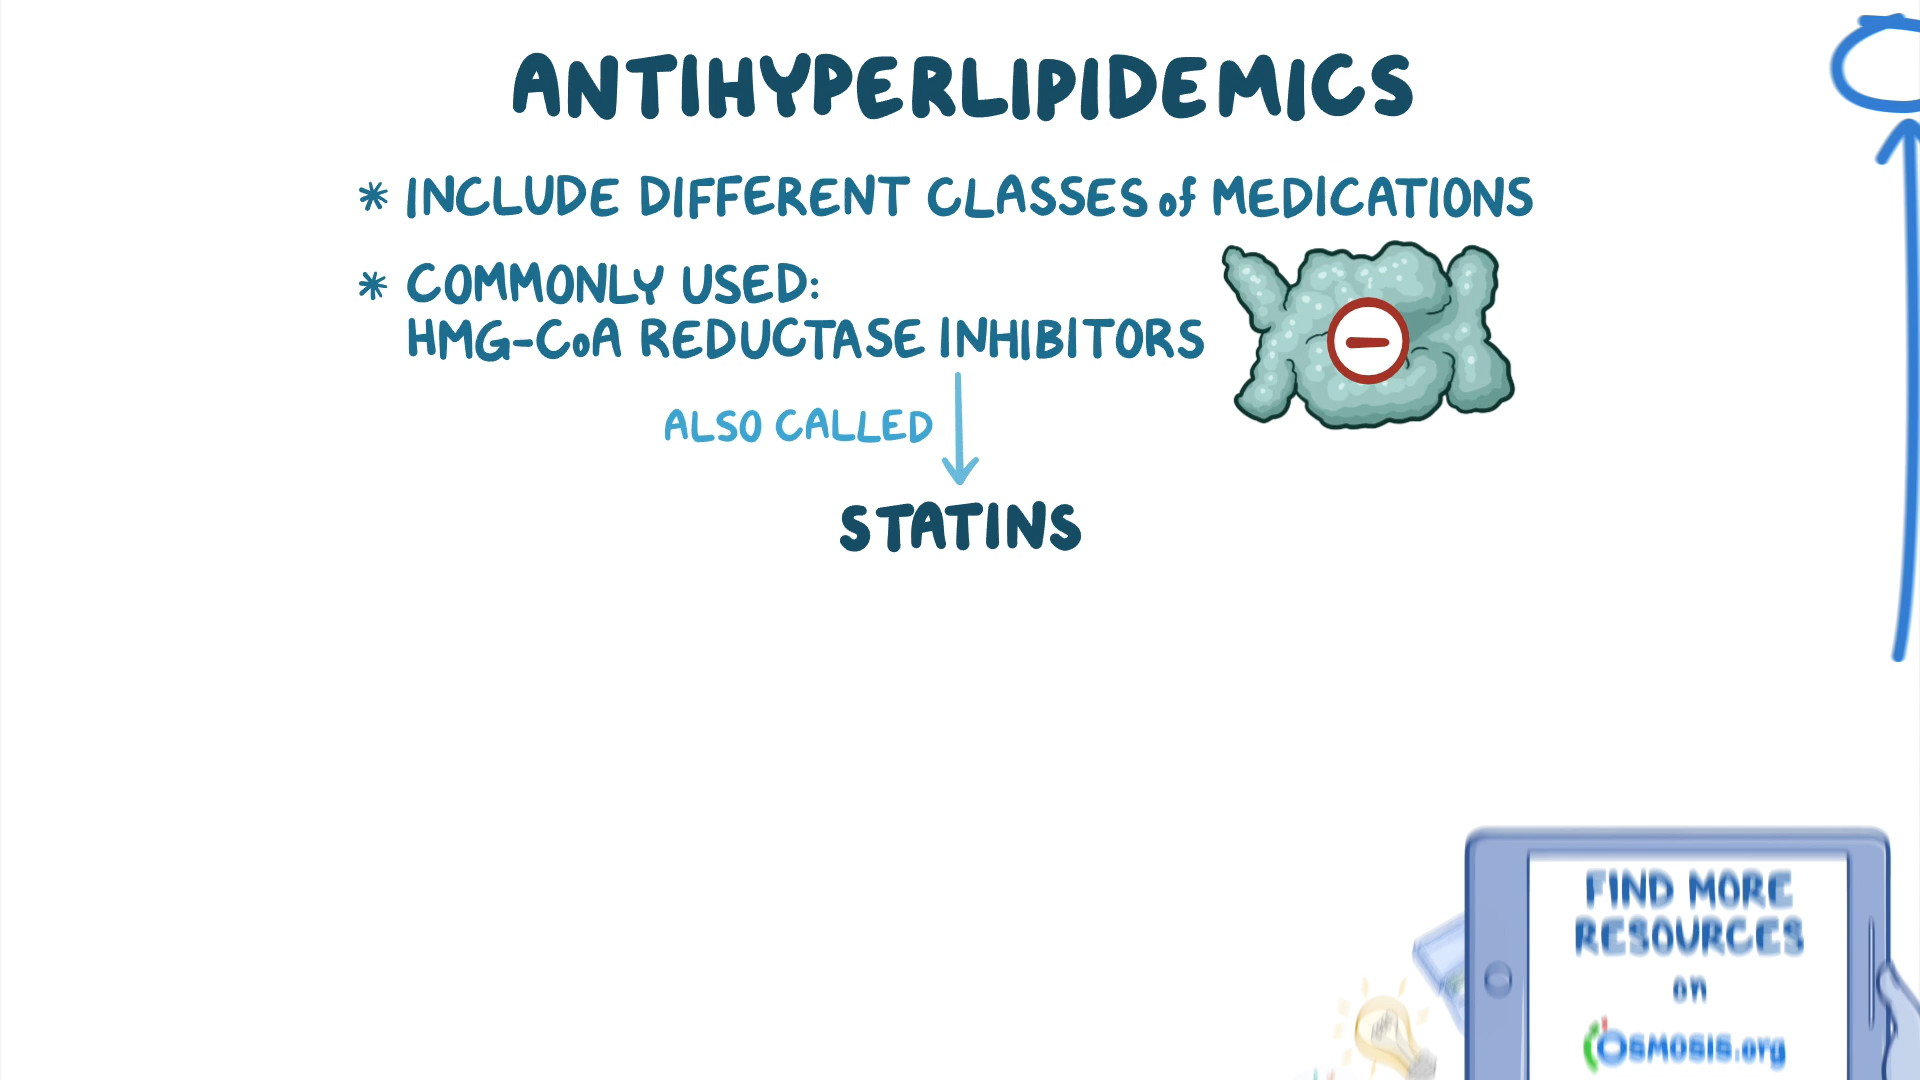 ANTIHYPERLIPIDEMICS
* INCLUDE DIFFERENT CLASSES of MEDICATIONS
* COMMONLY USED:
HMG-CoA REDUCTASE INHIBITORS
ALSO CALLED
STATINS
FIND MORE
RESOURCES
on
OSMOSIS.org